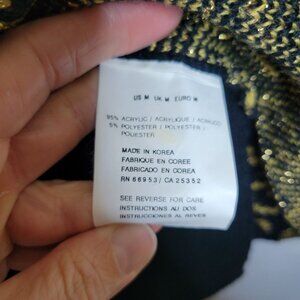 US M UK M EURO M
95% ACRYLIC / ACRYLIQUE / ACRILICO
5% POLYESTER / POLYESTER /
POLIESTER
MADE IN KOREA
FABRIQUE EN COREE
FABRICADO EN COREA
RN 66953 / CA 25352
SEE REVERSE FOR CARE
INSTRUCTIONS AU DOS
INSTRUCCIONES AL REVES